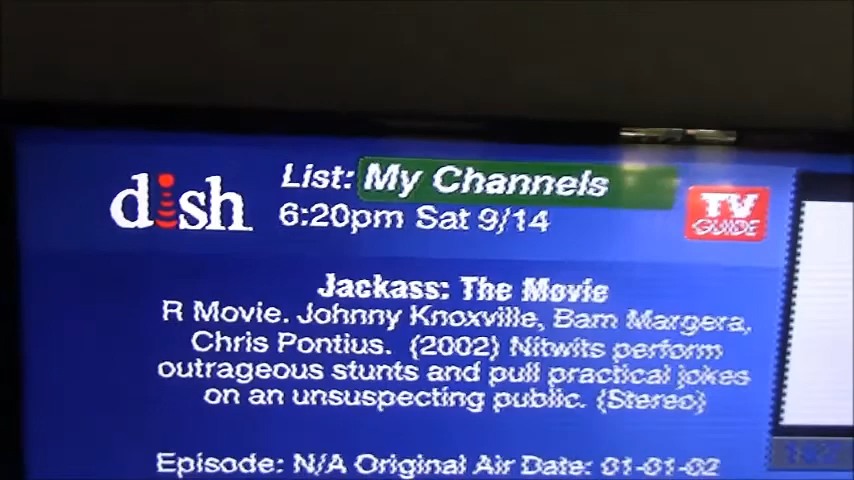 dish
List: My Channels
6:20pm Sat 9/14
TV
GUIDE
Jackass: The Movie
R Movie. Johnny Knoxville, Bam Margera,
Chris Pontius. (2002) Nitwits perform
outrageous stunts and pull practical jokes
on an unsuspecting public. (Stereo)
Episode: N/A Original Air Date: 01-01-02